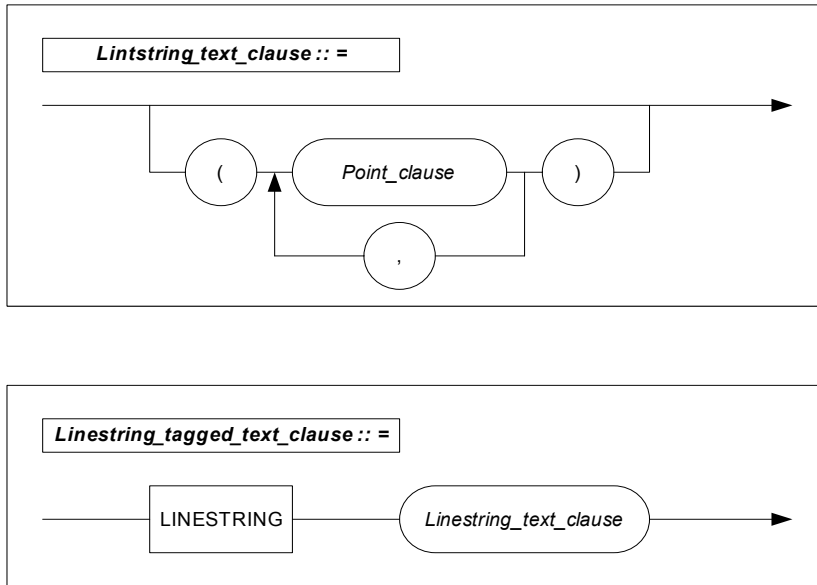 Lintstring_text_clause :: =
( Point_clause )
,
Linestring_tagged_text_clause :: =
LINESTRING Linestring_text_clause